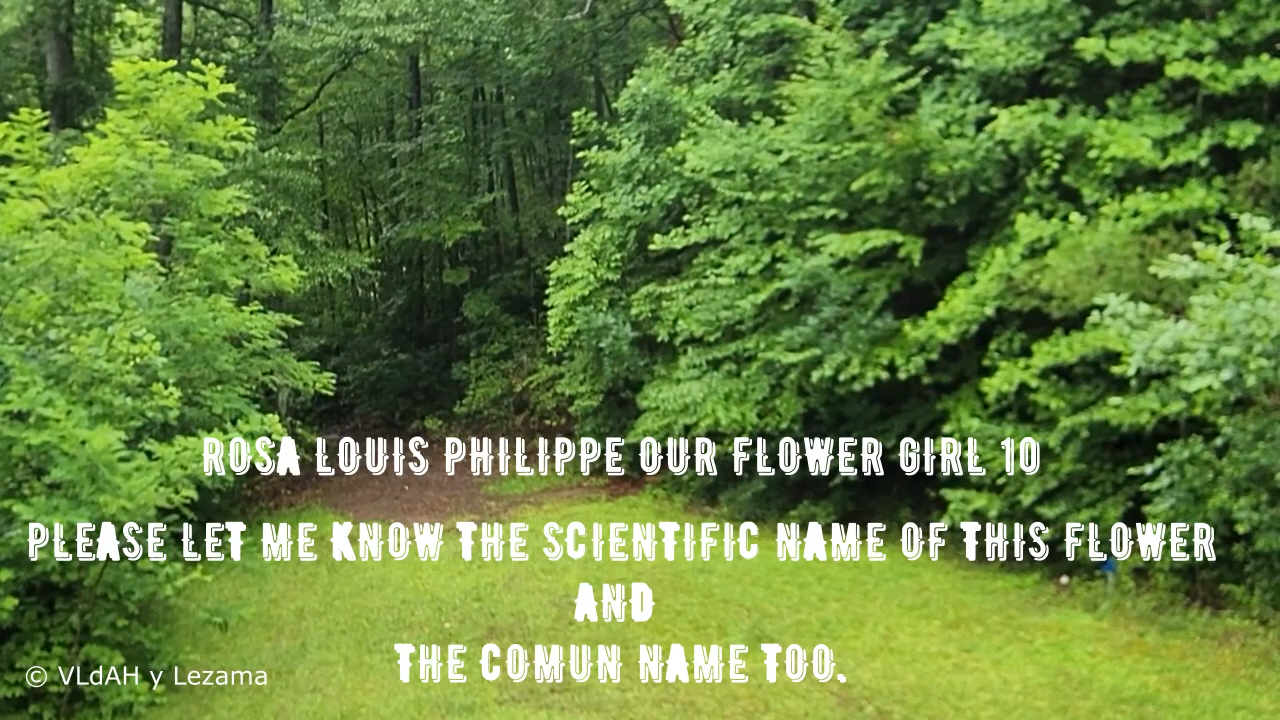 ROSA LOUIS PHILIPPE OUR FLOWER GIRL 10
PLEASE LET ME KNOW THE SCIENTIFIC NAME OF THIS FLOWER
AND
THE COMUN NAME TOO.
© VLdAH y Lezama